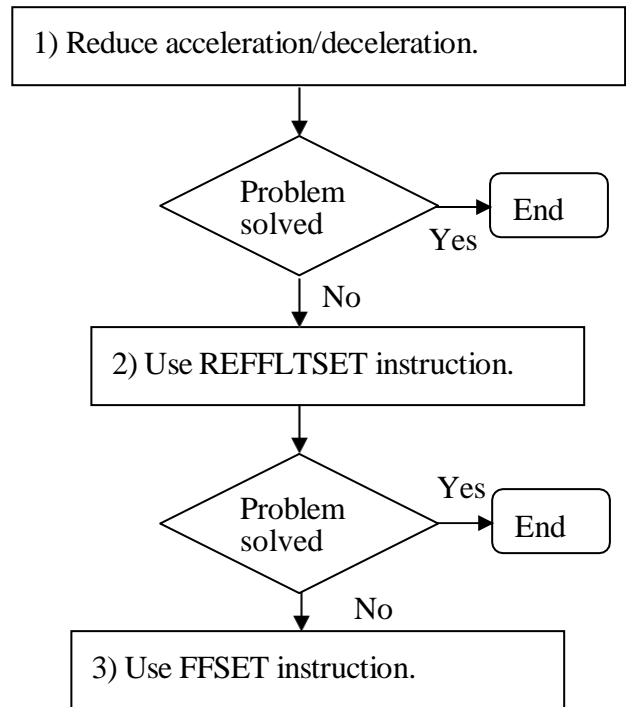 1) Reduce acceleration/deceleration.
Problem
solved
End
Yes
No
2) Use REFFLTSET instruction.
Yes
Problem
solved
End
No
3) Use FFSET instruction.